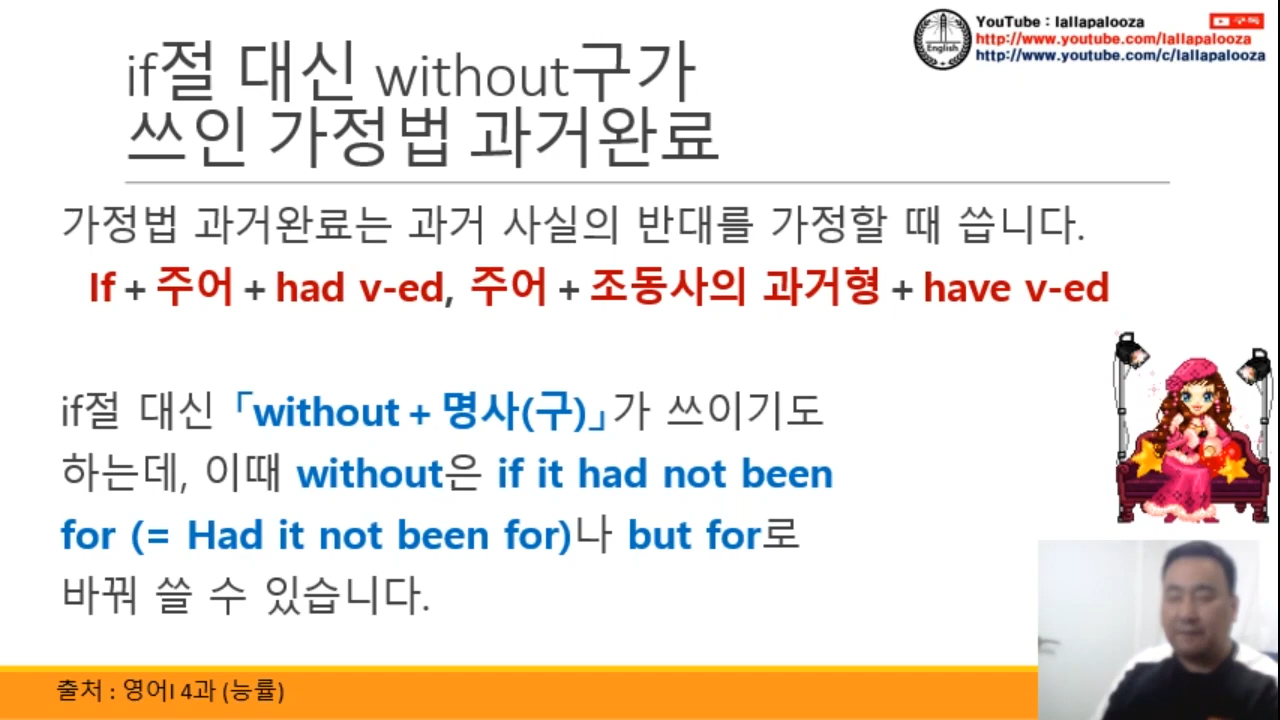 if절 대신 without구가
쓰인 가정법 과거완료
English
YouTube : lallapalooza
구독
http://www.youtube.com/lallapalooza
http://www.youtube.com/c/lallapalooza
가정법 과거완료는 과거 사실의 반대를 가정할 때 씁니다.
If + 주어 + had v-ed, 주어 + 조동사의 과거형 + have v-ed
if절 대신 「without + 명사(구)」가 쓰이기도
하는데, 이때 without은 if it had not been
for (= Had it not been for)나 but for로
바꿔 쓸 수 있습니다.
출처 : 영어I 4과 (능률)